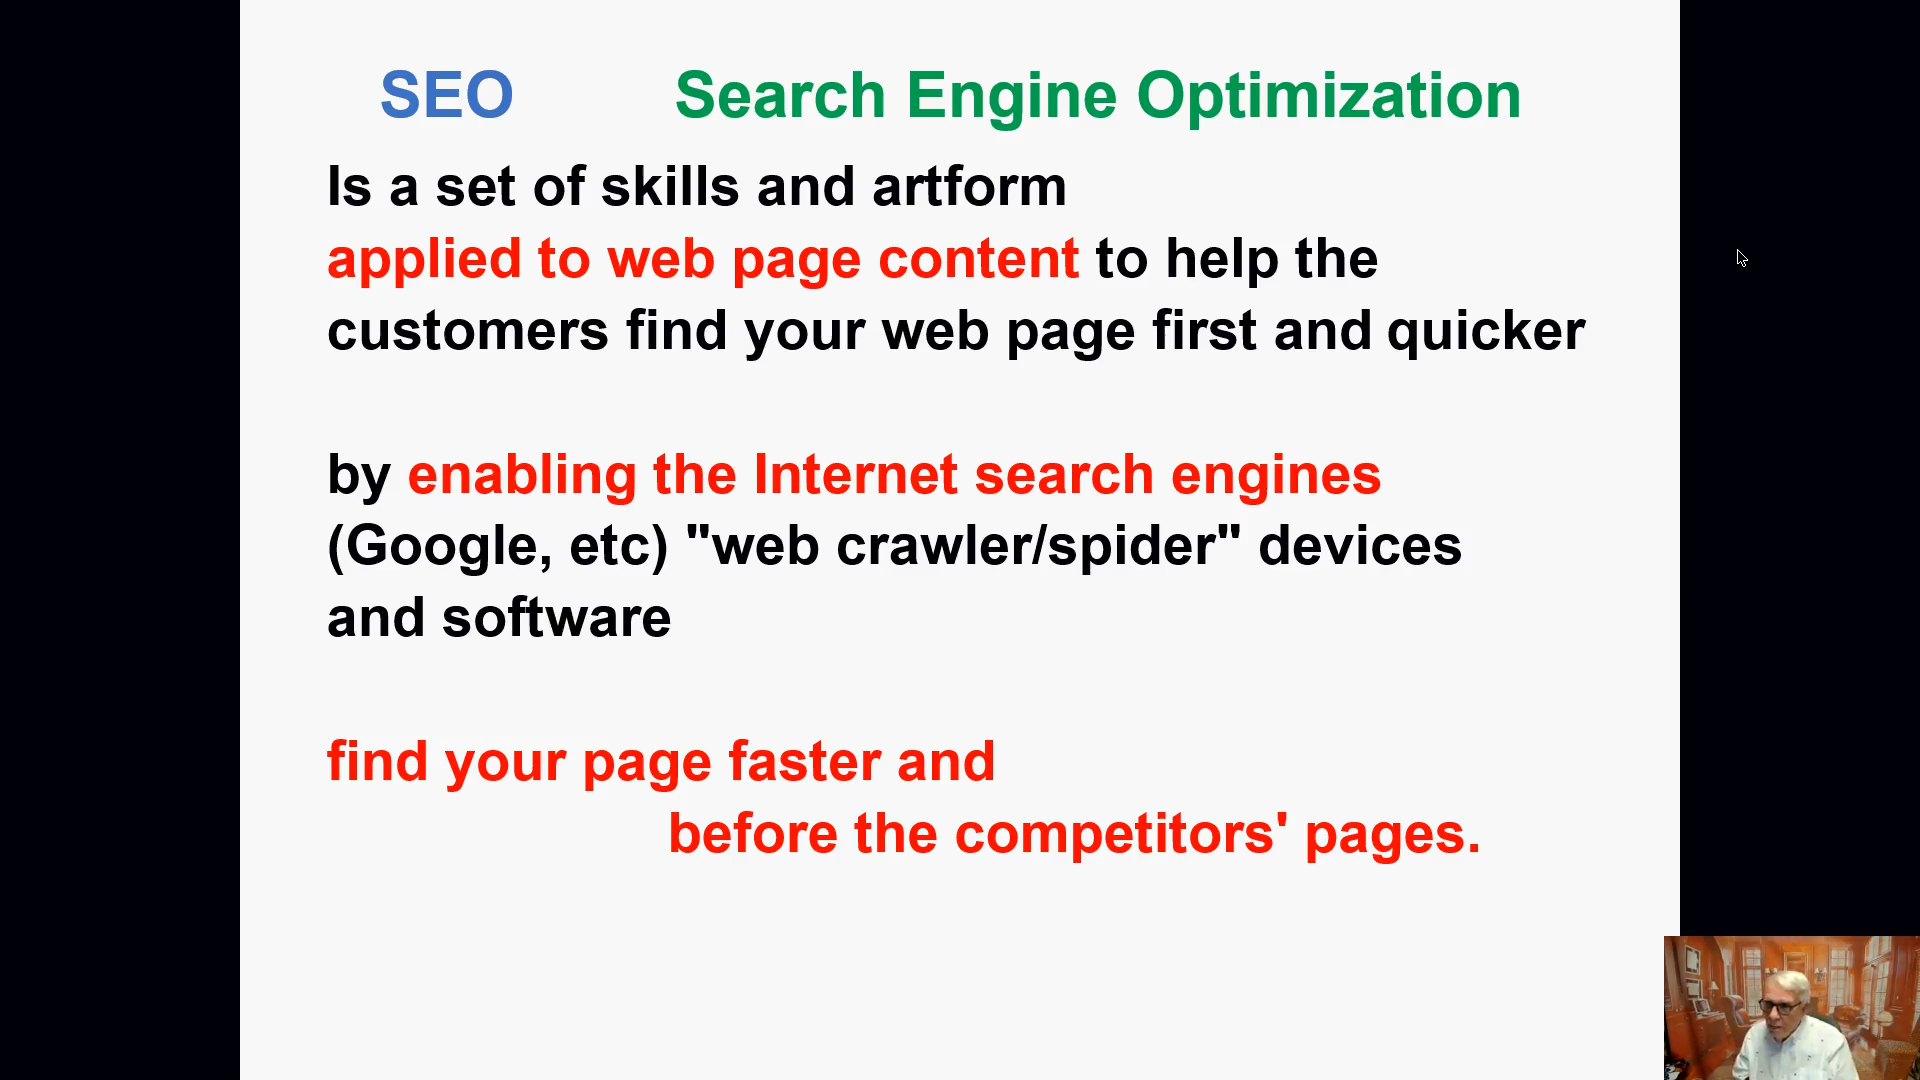 SEO Search Engine Optimization
Is a set of skills and artform
applied to web page content to help the
customers find your web page first and quicker
by enabling the Internet search engines
(Google, etc) "web crawler/spider" devices
and software
find your page faster and
before the competitors' pages.